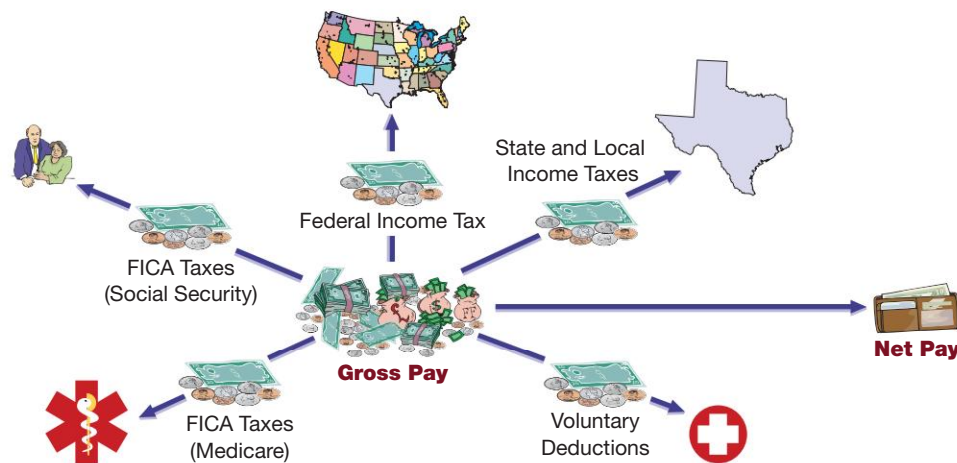 State and Local
Income Taxes
Federal Income Tax
FICA Taxes
(Social Security)
$
FF
Gross Pay
Net Pay
FICA Taxes
(Medicare)
Voluntary
Deductions